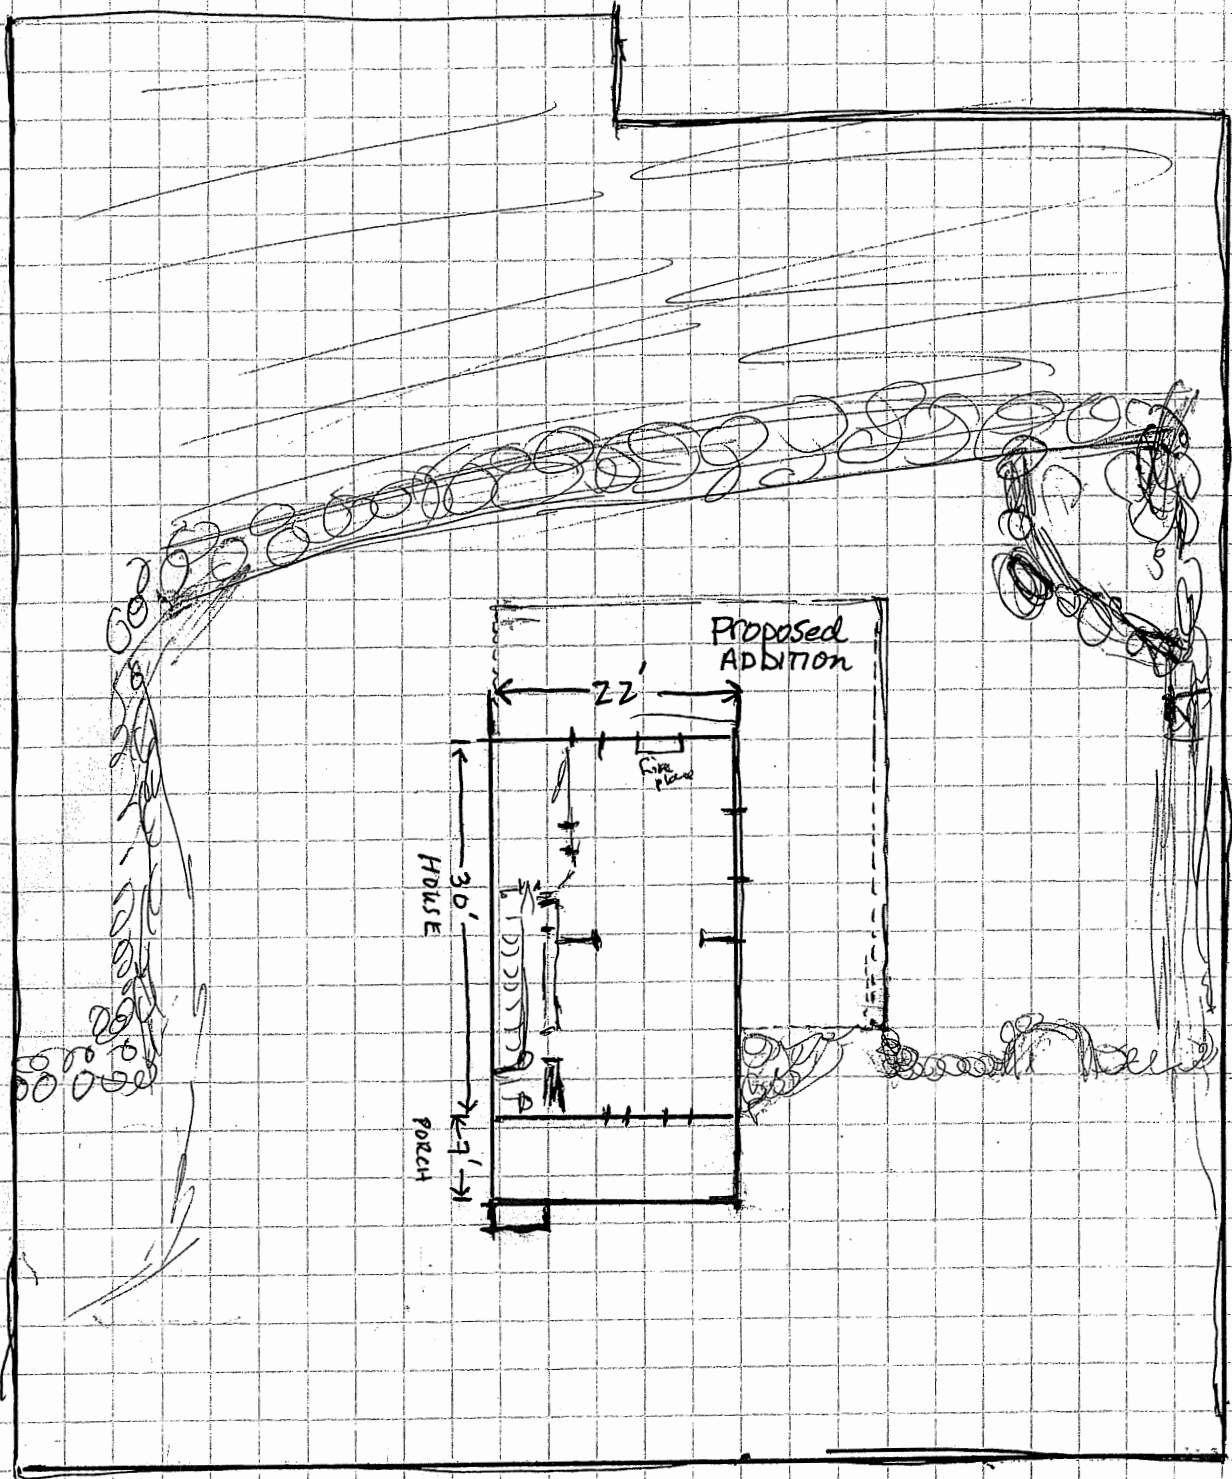 Proposed
ADDITION
22'
fire
place
30'
HOUSE
7'
PORCH